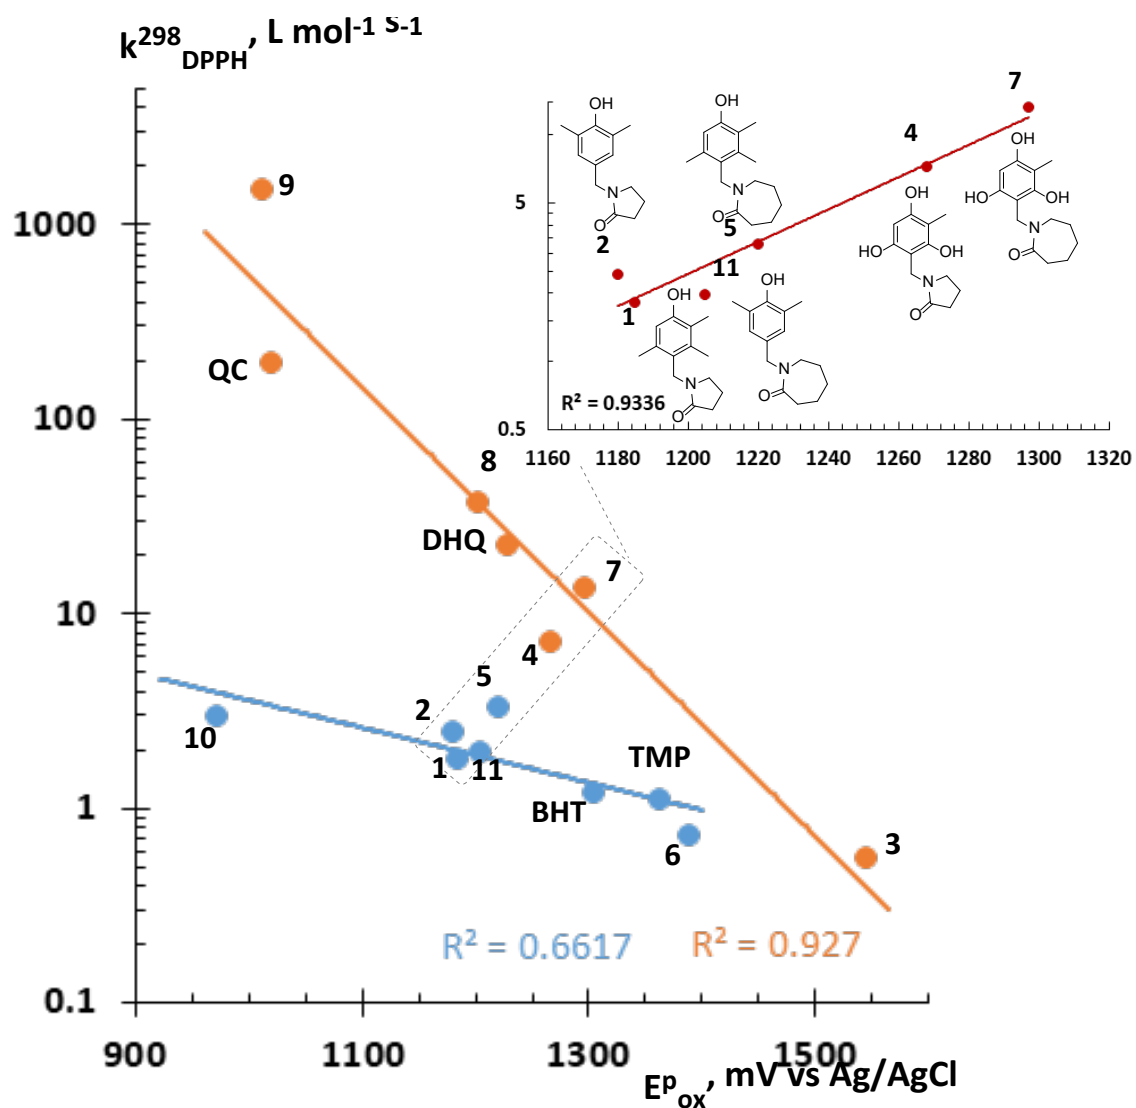 k298DPPH, L mol-1 s-1
7
OH
OH
4
OH
9
N
N
OH
OH
HO
OH
1000
5
O
O
5
HO
OH
N
2
O
11
OH
OH
N
QC
1
O
N
N
O
100
R² = 0.9336
O
0.5
8
1160 1180 1200 1220 1240 1260 1280 1300 1320
DHQ
7
10
4
5
2
10
TMP
1 11
BHT
1
6
3
R² = 0.6617 R² = 0.927
0.1
900 1100 1300 1500
Epox, mV vs Ag/AgCl